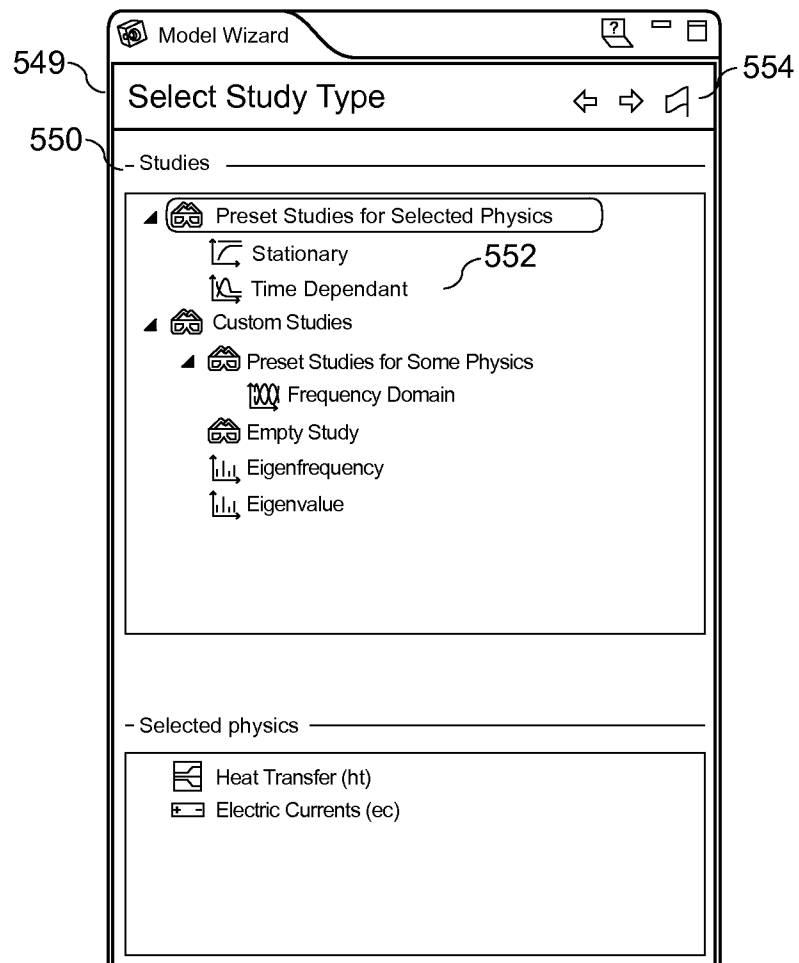 Model Wizard
?
549
554
Select Study Type
550
Studies
Preset Studies for Selected Physics
Stationary
552
Time Dependant
Custom Studies
Preset Studies for Some Physics
Frequency Domain
Empty Study
Eigenfrequency
Eigenvalue
Selected physics
Heat Transfer (ht)
Electric Currents (ec)